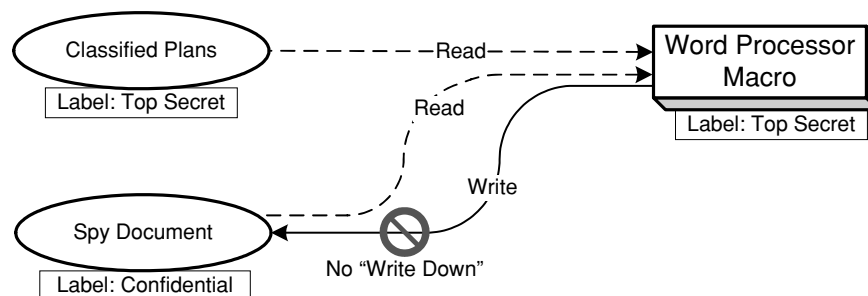 Classified Plans
Label: Top Secret
Read
Read
Word Processor
Macro
Label: Top Secret
Write
Spy Document
Label: Confidential
No “Write Down”